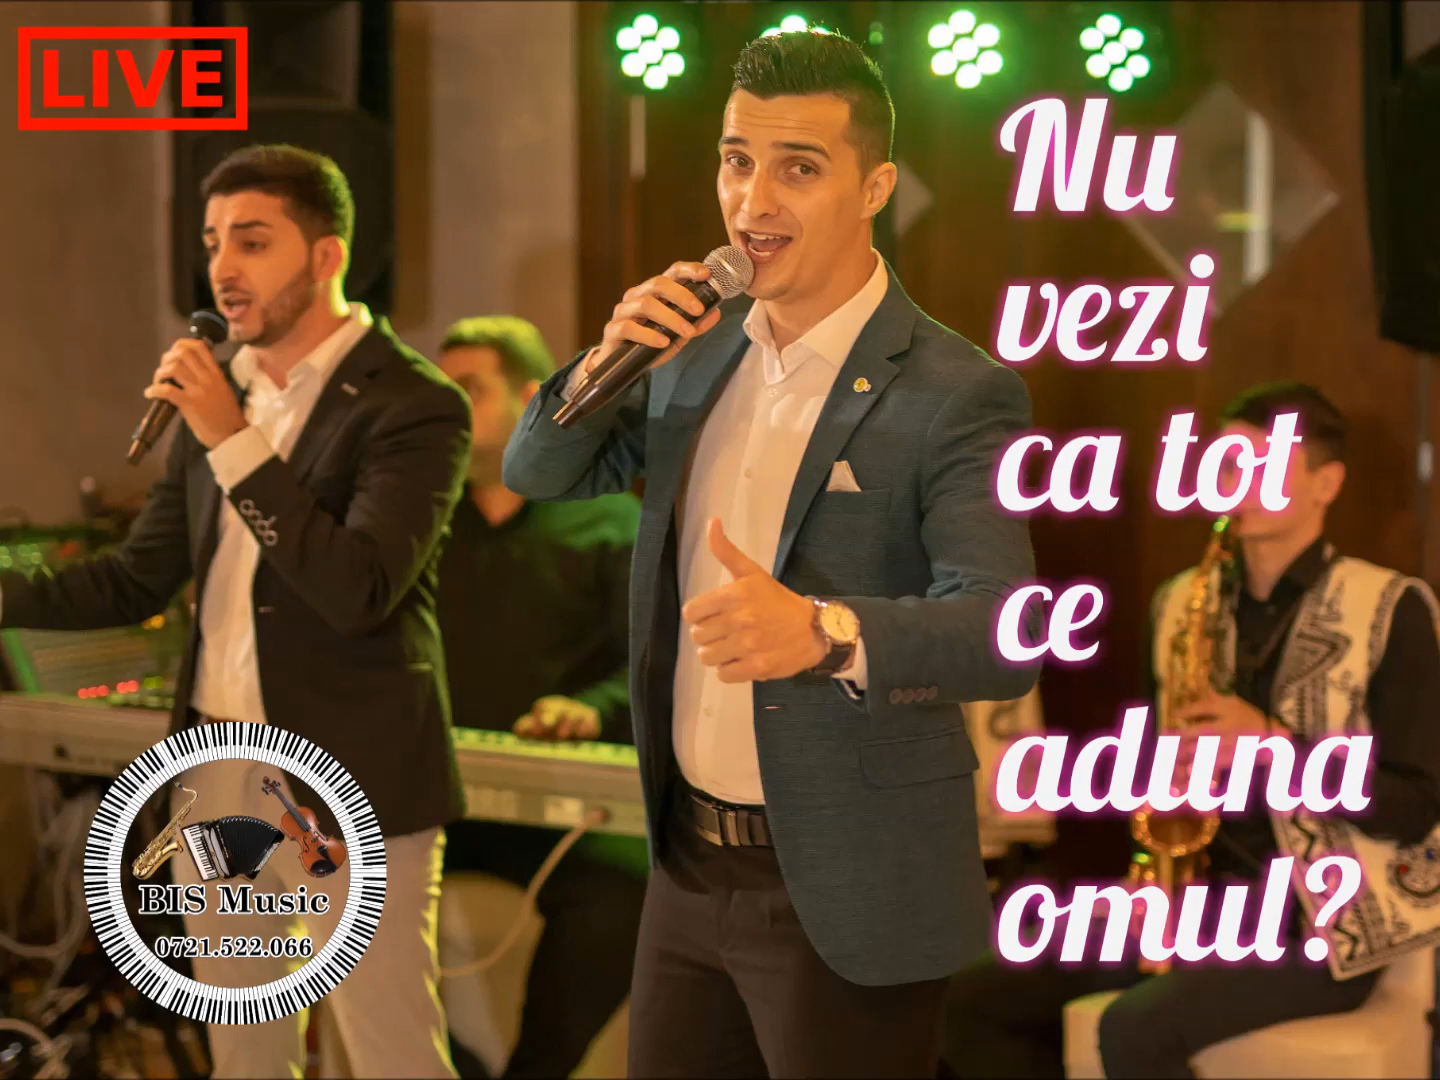 LIVE
Nu
vezi
ca tot
ce
aduna
omul?
BIS Music
0721.522.066